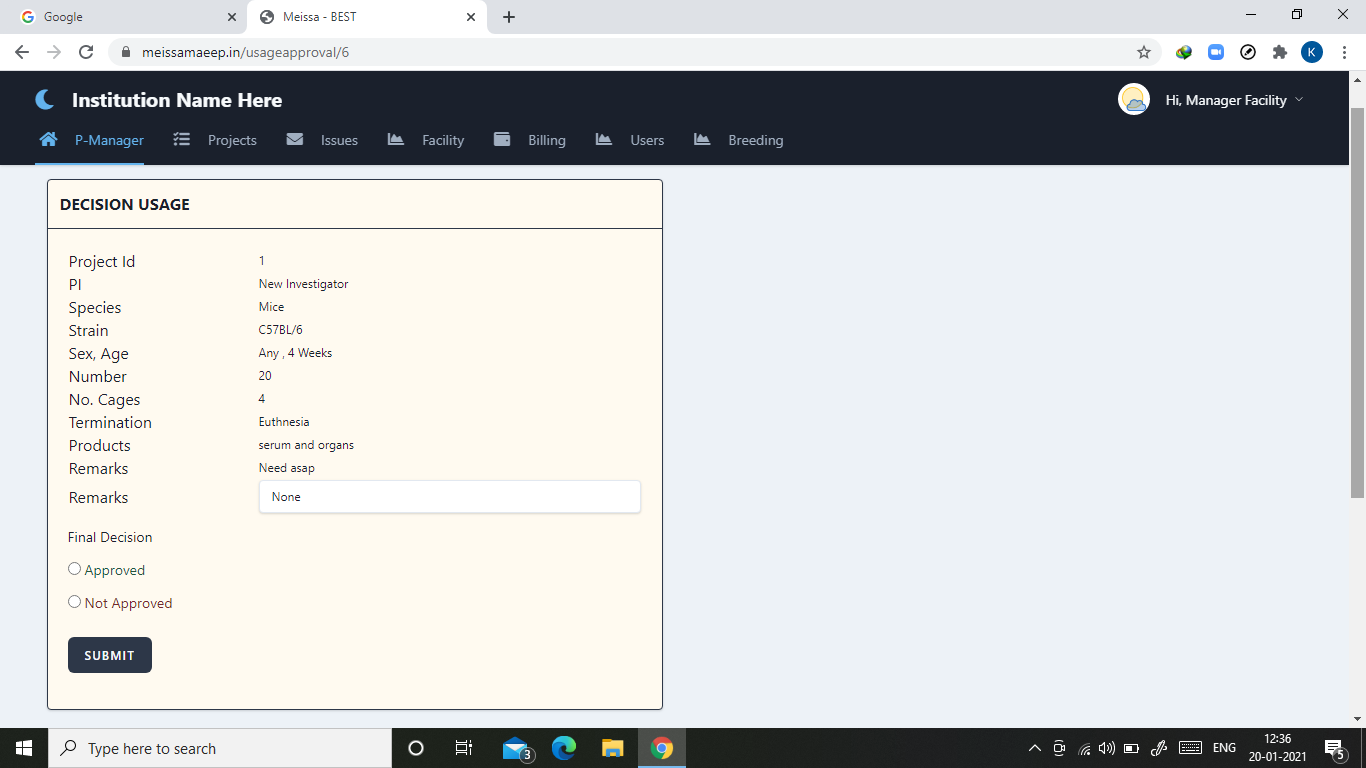 Google
Meissa - BEST
meissamaeep.in/usageapproval/6
K
Institution Name Here
Hi, Manager Facility
P-Manager Projects Issues Facility Billing Users Breeding
DECISION USAGE
Project Id 1
PI New Investigator
Species Mice
Strain C57BL/6
Sex, Age Any , 4 Weeks
Number 20
No. Cages 4
Termination Euthnesia
Products serum and organs
Remarks Need asap
Remarks None
Final Decision
Approved
Not Approved
SUBMIT
Type here to search
3
ENG
12:36
20-01-2021
5